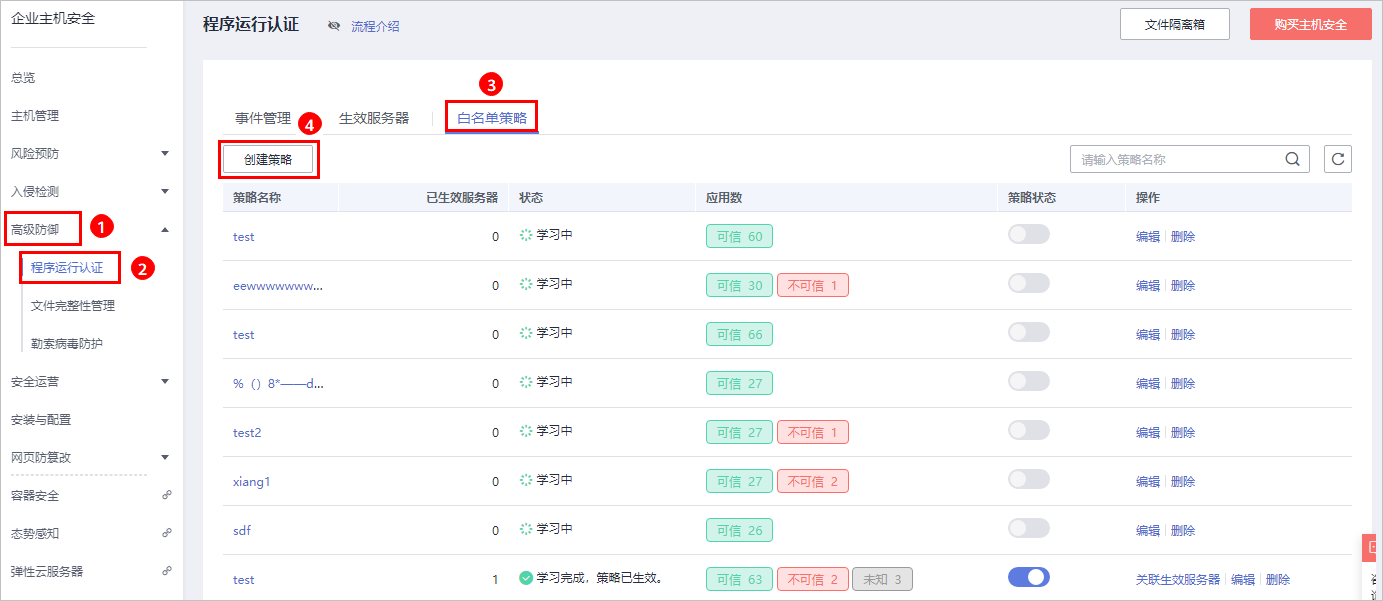 企业主机安全
总览
主机管理
风险预防
入侵检测
高级防御
1
程序运行认证
2
文件完整性管理
勒索病毒防护
安全运营
安装与配置
网页防篡改
容器安全
态势感知
弹性云服务器
程序运行认证 流程介绍 文件隔离箱 购买主机安全
3
事件管理 4 生效服务器 白名单策略
创建策略 请输入策略名称
策略名称 已生效服务器 状态 应用数 策略状态 操作
test 0 学习中 可信 60 编辑 删除
eewwwwwww... 0 学习中 可信 30 不可信 1 编辑 删除
test 0 学习中 可信 66 编辑 删除
%（）8*——d... 0 学习中 可信 27 编辑 删除
test2 0 学习中 可信 27 不可信 1 编辑 删除
xiang1 0 学习中 可信 27 不可信 2 编辑 删除
sdf 0 学习中 可信 26 编辑 删除
test 1 学习完成，策略已生效。 可信 63 不可信 2 未知 3 关联生效服务器 编辑 删除